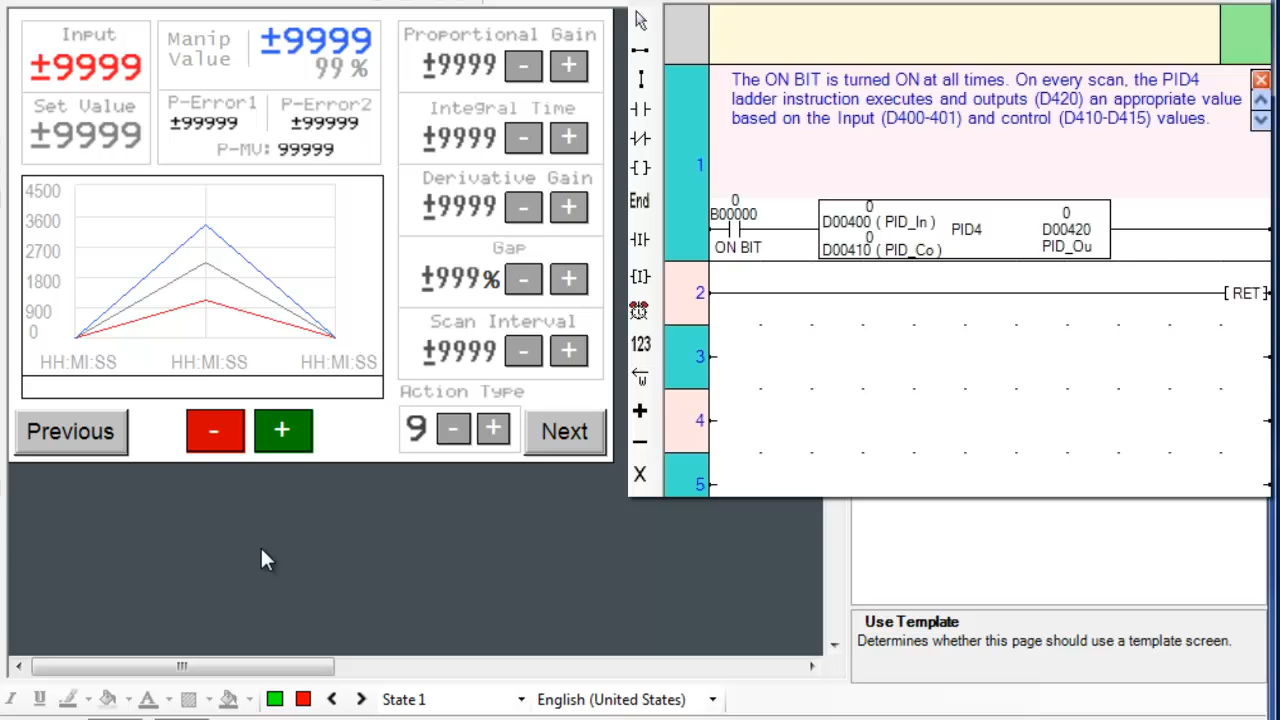 Input
±9999
Set Value
±9999
Manip
Value
±9999
99 %
P-Error1
±99999
P-Error2
±99999
P-MV: 99999
4500
3600
2700
1800
900
0
HH:MI:SS HH:MI:SS HH:MI:SS
Previous
-
+
Proportional Gain
±9999 - +
Integral Time
±9999 - +
Derivative Gain
±9999 - +
Gap
±999% - +
Scan Interval
±9999 - +
Action Type
9 - +
Next
End
123
W
+
−
X
The ON BIT is turned ON at all times. On every scan, the PID4
ladder instruction executes and outputs (D420) an appropriate value
based on the Input (D400-401) and control (D410-D415) values.
1
0
B00000
ON BIT
0
D00400 ( PID_In )
0
D00410 ( PID_Co )
PID4
0
D00420
PID_Ou
2
[ RET ]
3
4
5
Use Template
Determines whether this page should use a template screen.
I U A State 1 English (United States)